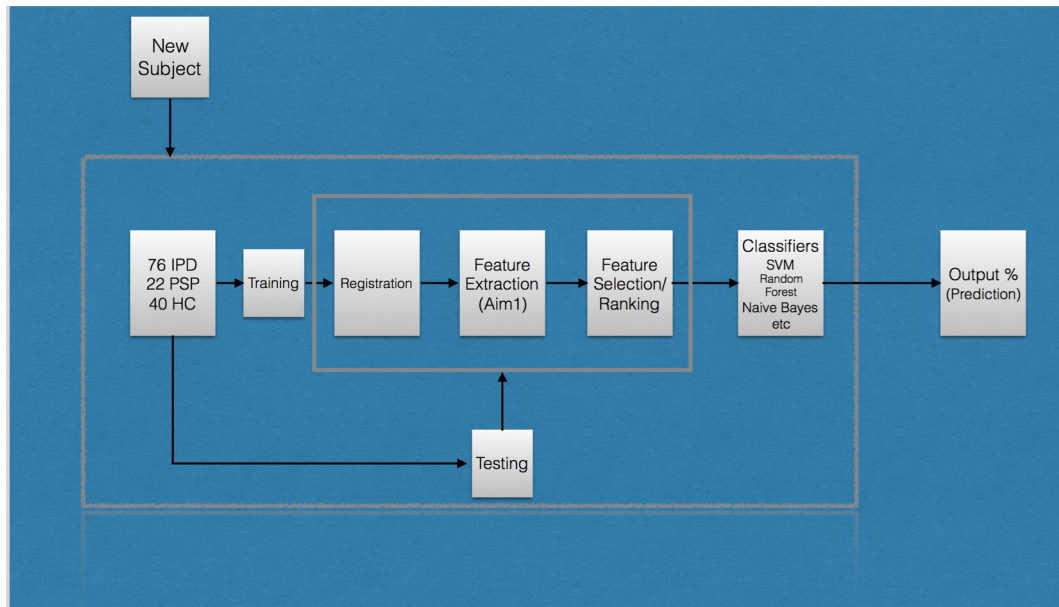 New
Subject
76 IPD
22 PSP
40 HC
Training
Registration
Feature
Extraction
(Aim1)
Feature
Selection/
Ranking
Classifiers
SVM
Random
Forest
Naive Bayes
etc
Output %
(Prediction)
Testing